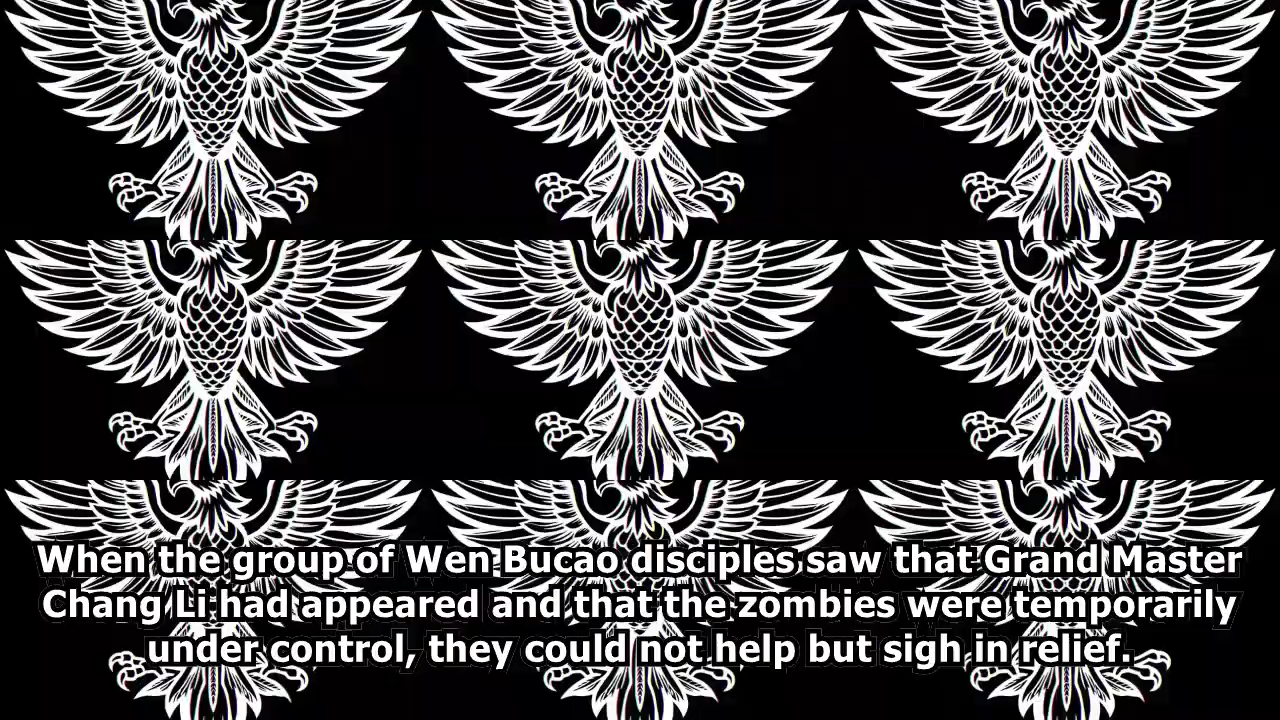 When the group of Wen Bucao disciples saw that Grand Master
Chang Li had appeared and that the zombies were temporarily
under control, they could not help but sigh in relief.